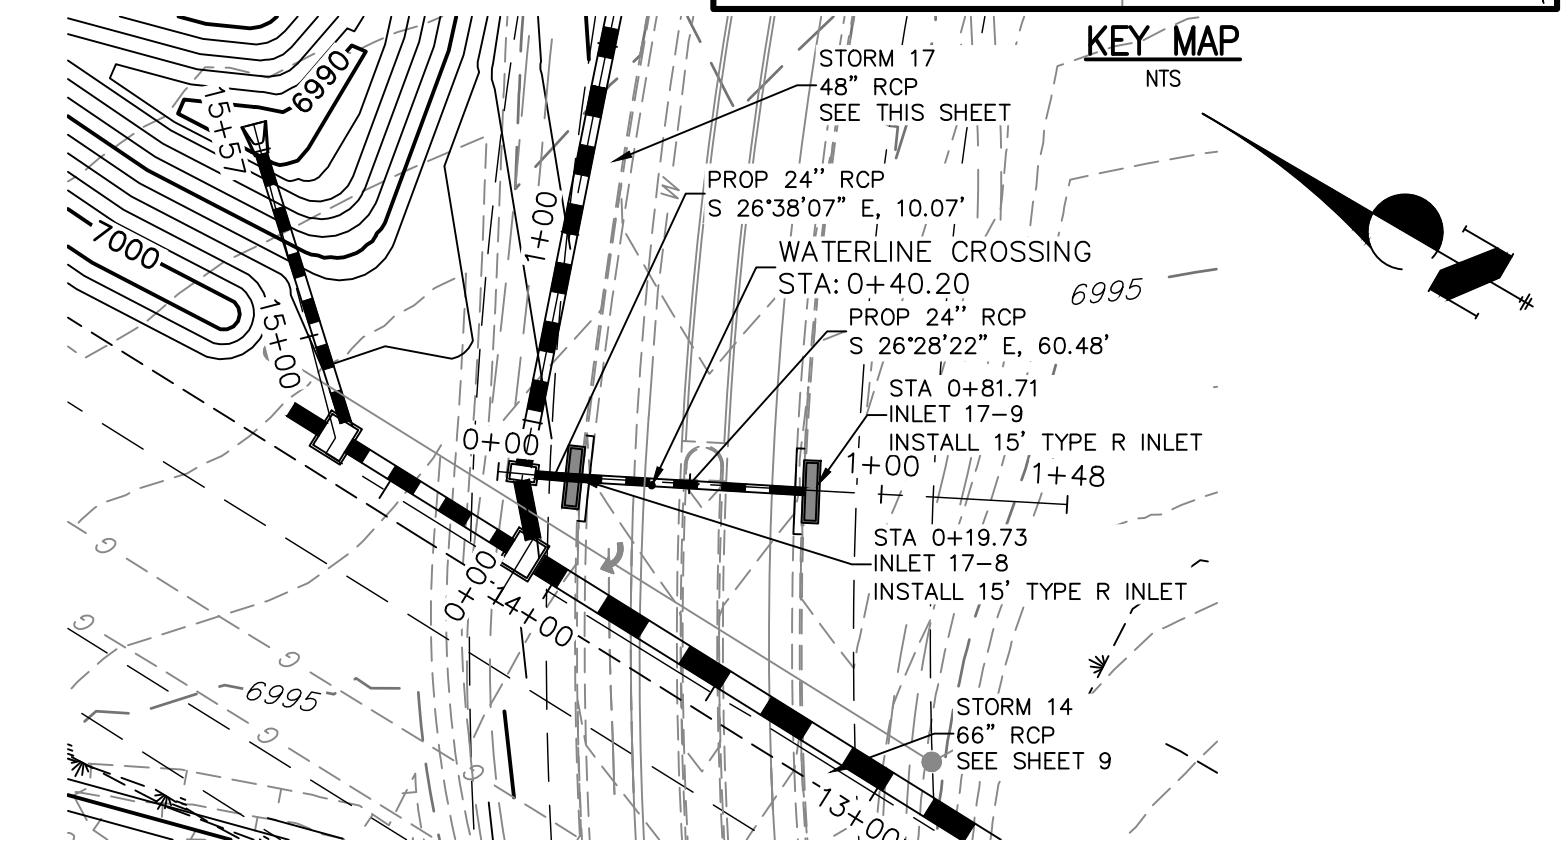 KEY MAP
NTS
STORM 17
48" RCP
SEE THIS SHEET
6990
15+57
PROP 24" RCP
S 26°38'07" E, 10.07'
W
1+00
7000
WATERLINE CROSSING
STA: 0+40.20
6995
PROP 24" RCP
S 26°28'22" E, 60.48'
15+00
STA 0+81.71
INLET 17-9
INSTALL 15' TYPE R INLET
0+00
1+00
1+48
STA 0+19.73
INLET 17-8
INSTALL 15' TYPE R INLET
G
0+00
14+00
G
G
6995
G
G
STORM 14
66" RCP
SEE SHEET 9
13+00